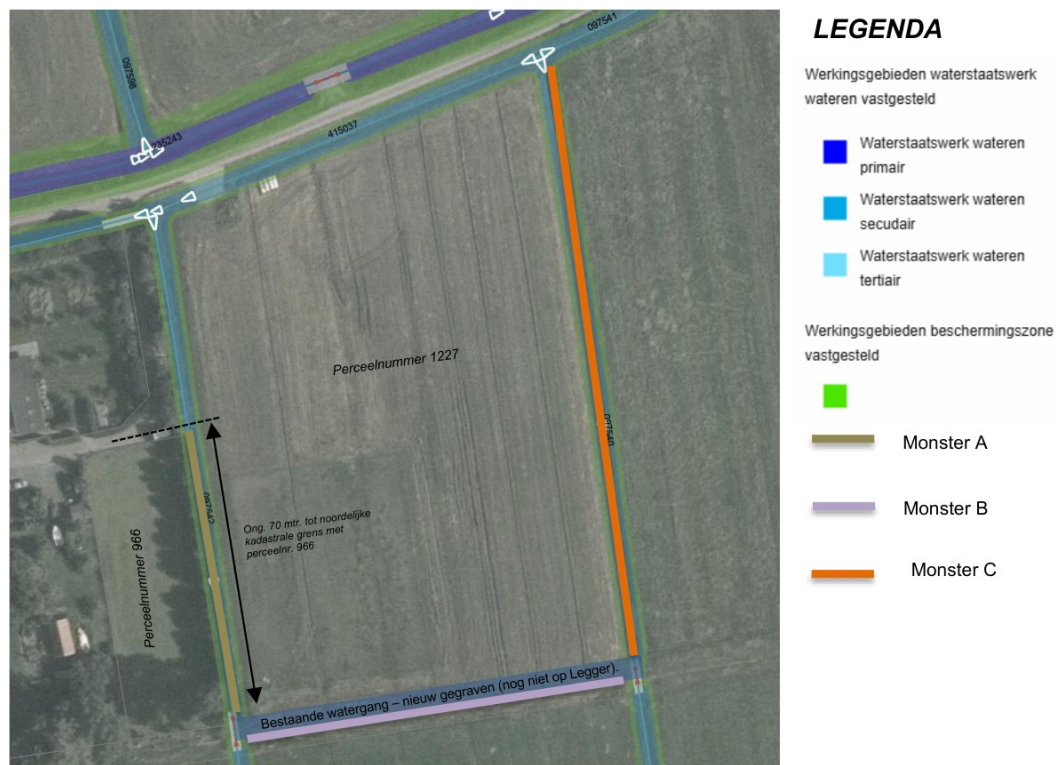 LEGENDA
Werkingsgebieden waterstaatswerk
wateren vastgesteld
Waterstaatswerk wateren
primair
Waterstaatswerk wateren
secudair
Waterstaatswerk wateren
tertiair
Werkingsgebieden beschermingszone
vastgesteld
Monster A
Monster B
Monster C
097541
097598
235243
415037
Perceelnummer 1227
097540
097542
Ong. 70 mtr. tot noordelijke
kadastrale grens met
perceelnr. 966
Perceelnummer 966
Bestaande watergang – nieuw gegraven (nog niet op Legger).